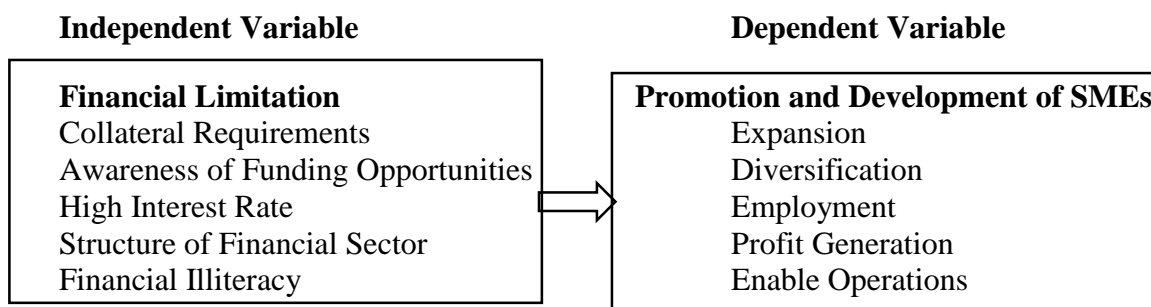 Independent Variable
Dependent Variable
Financial Limitation
Collateral Requirements
Awareness of Funding Opportunities
High Interest Rate
Structure of Financial Sector
Financial Illiteracy
Promotion and Development of SMEs
Expansion
Diversification
Employment
Profit Generation
Enable Operations